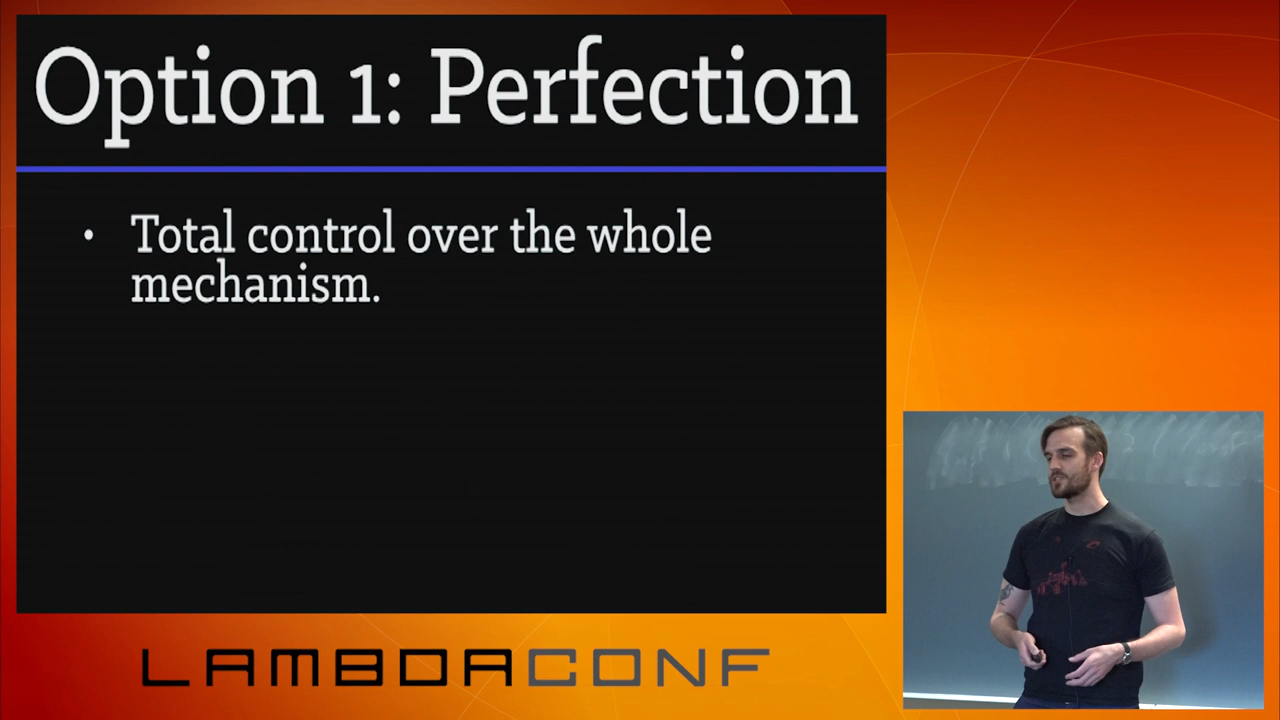 Option 1: Perfection
• Total control over the whole
mechanism.
LAMBDACONF